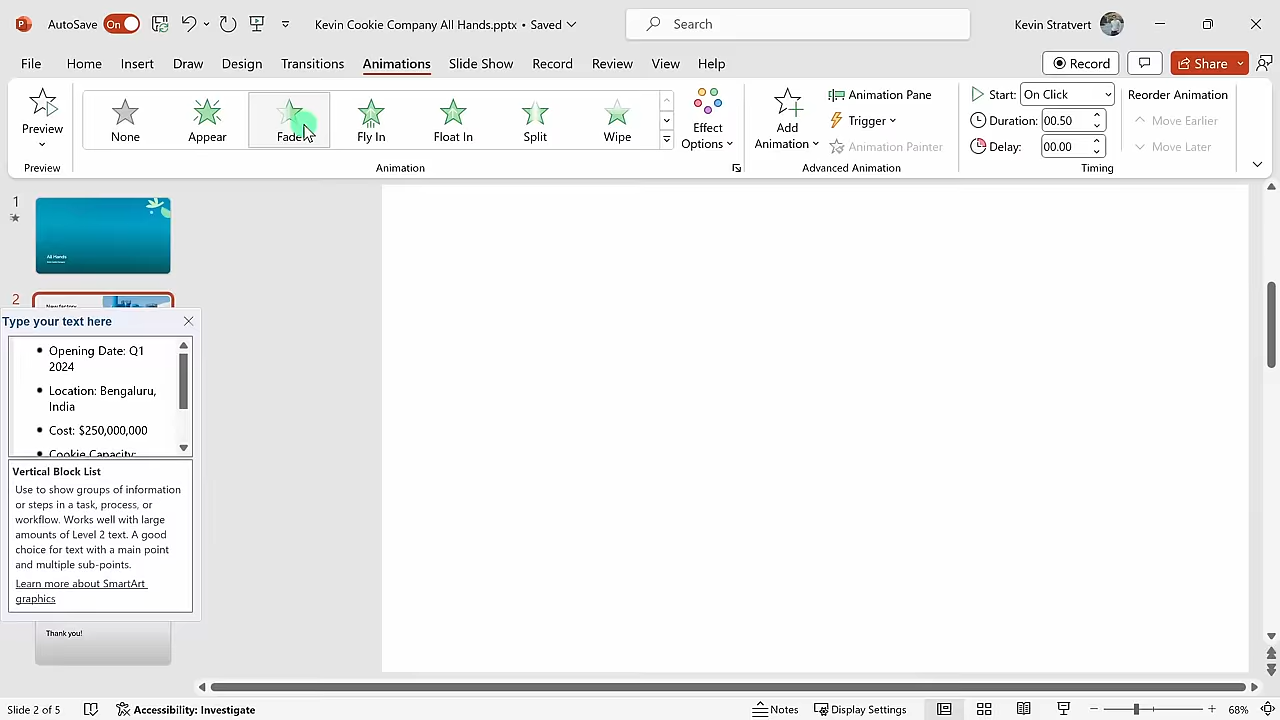 AutoSave On Kevin Cookie Company All Hands.pptx • Saved Search Kevin Stratvert
File Home Insert Draw Design Transitions Animations Slide Show Record Review View Help Record Share
Preview
None Appear Fade Fly In Float In Split Wipe
Effect Options
Add Animation
Animation Pane
Trigger
Animation Painter
Start: On Click
Duration: 00.50
Delay: 00.00
Reorder Animation
Move Earlier
Move Later
Preview Animation Advanced Animation Timing
1
All Hands
2
New factory
Type your text here
Opening Date: Q1
2024
Location: Bengaluru,
India
Cost: $250,000,000
Cookie Capacity:
Vertical Block List
Use to show groups of information
or steps in a task, process, or
workflow. Works well with large
amounts of Level 2 text. A good
choice for text with a main point
and multiple sub-points.
Learn more about SmartArt
graphics
Thank you!
Slide 2 of 5 Accessibility: Investigate Notes Display Settings 68%